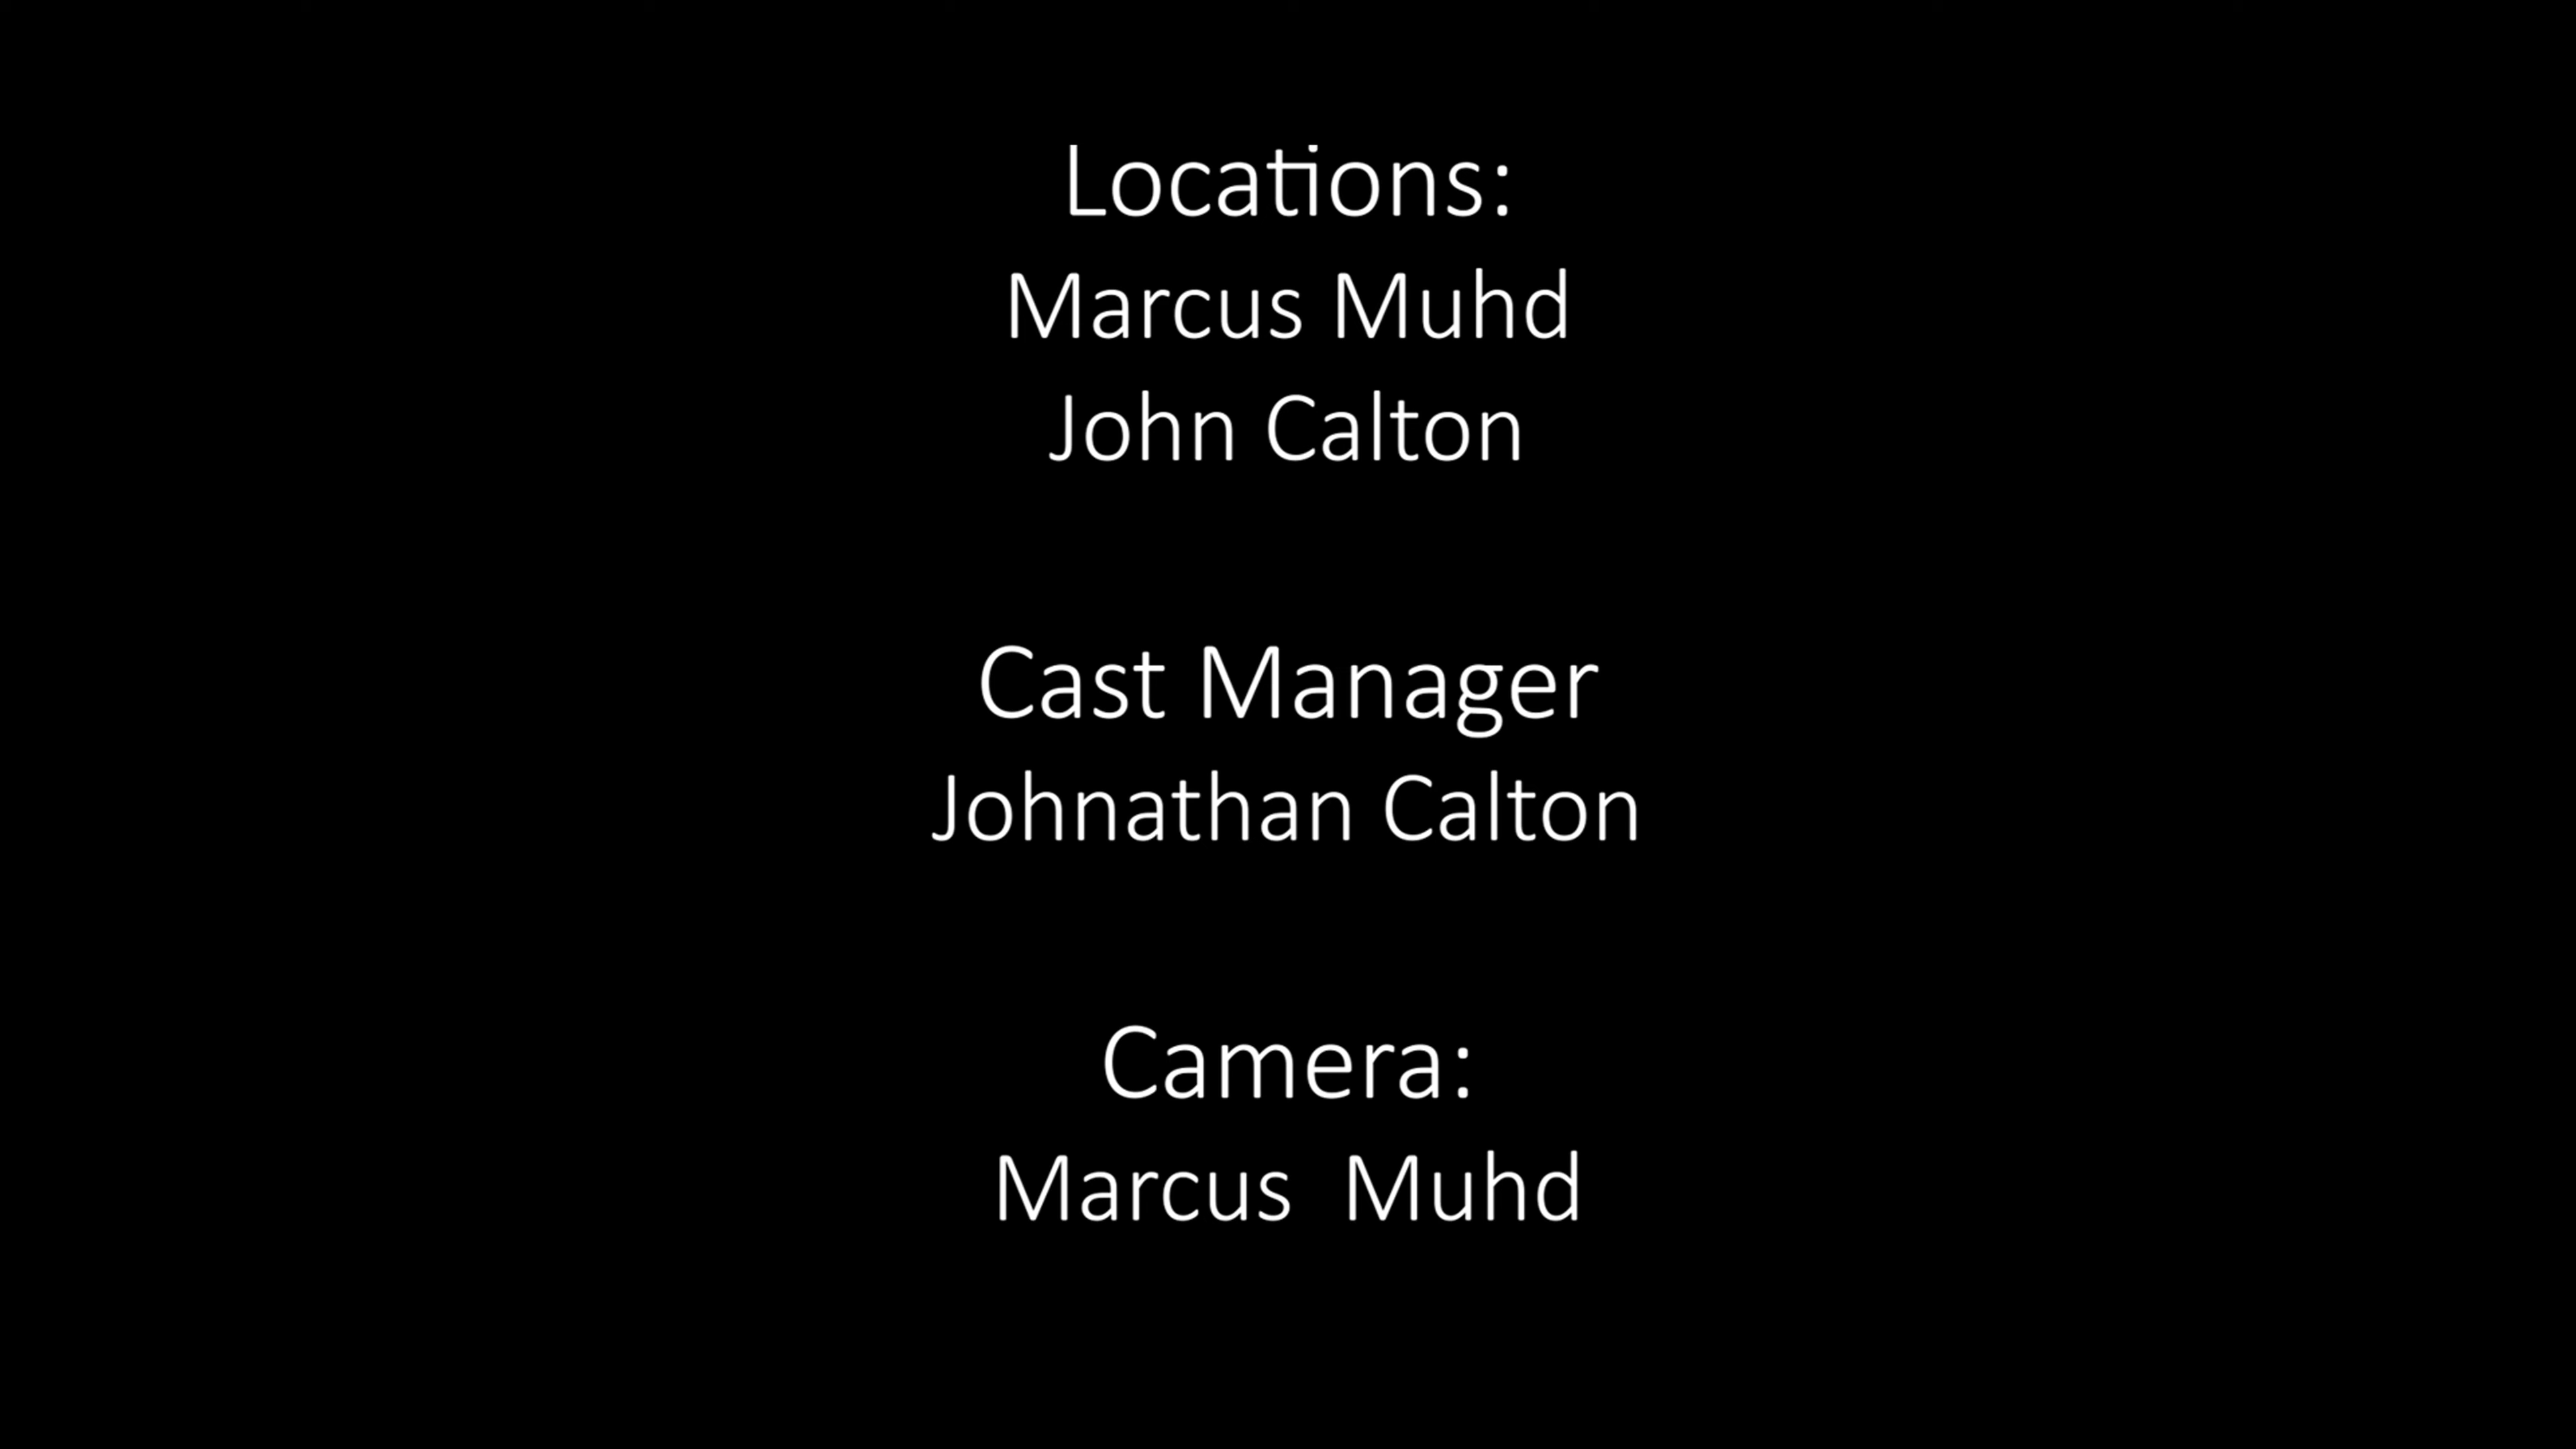 Locations:
Marcus Muhd
John Calton
Cast Manager
Johnathan Calton
Camera:
Marcus  Muhd